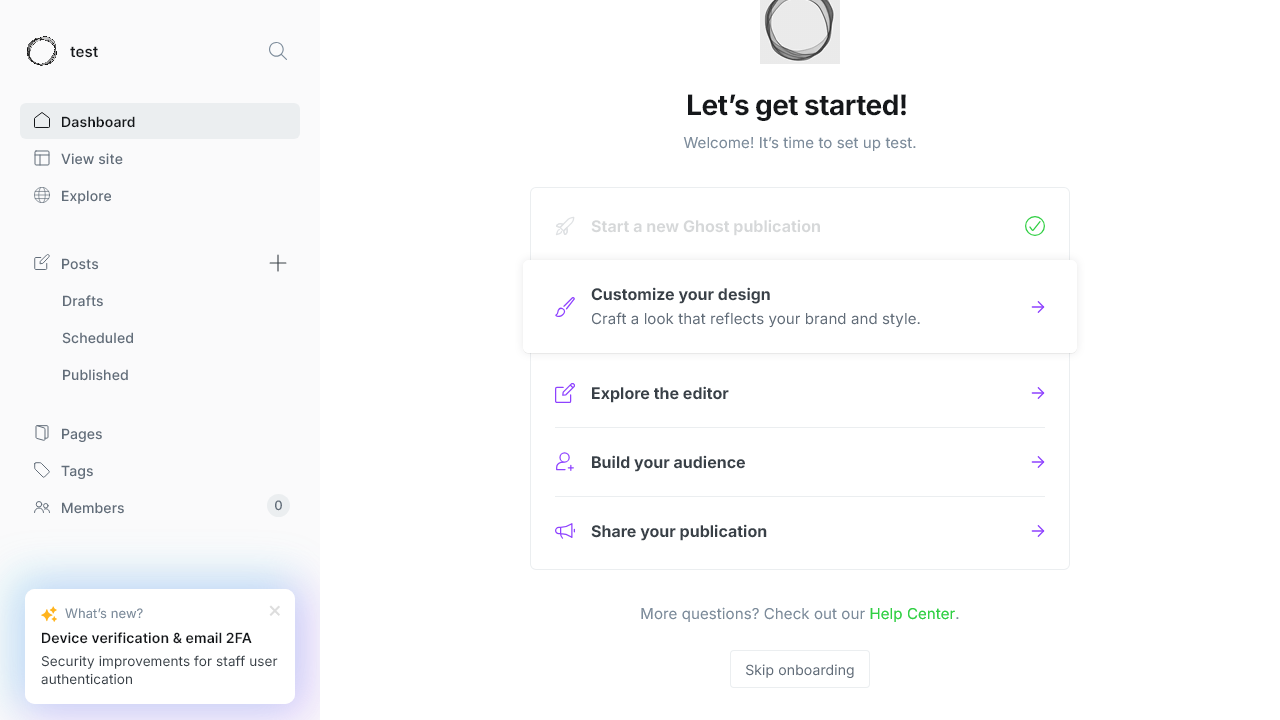 test
Dashboard
View site
Explore
Posts
Drafts
Scheduled
Published
Pages
Tags
Members
0
What's new?
Device verification & email 2FA
Security improvements for staff user
authentication
Let’s get started!
Welcome! It’s time to set up test.
Start a new Ghost publication
Customize your design
Craft a look that reflects your brand and style.
Explore the editor
Build your audience
Share your publication
More questions? Check out our Help Center.
Skip onboarding